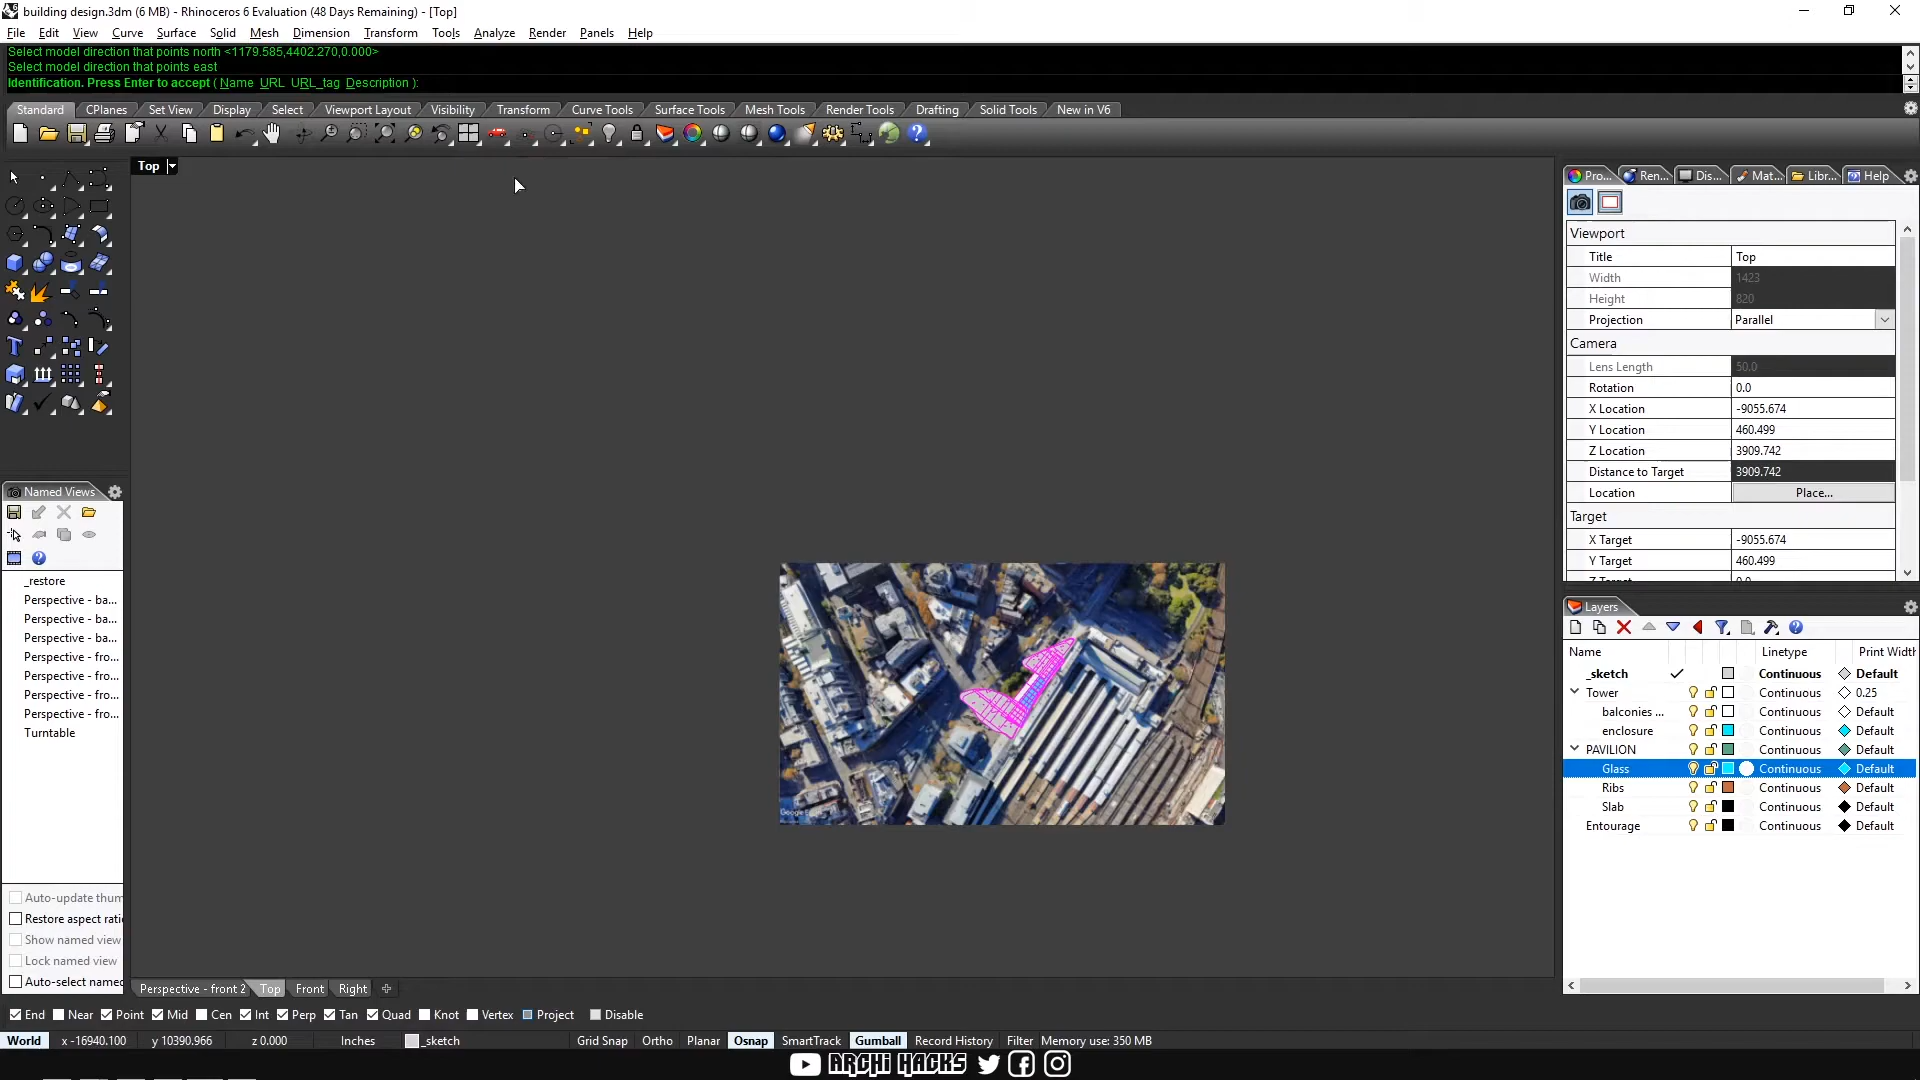 building design.3dm (6 MB) - Rhinoceros 6 Evaluation (48 Days Remaining) - [Top]
File Edit View Curve Surface Solid Mesh Dimension Transform Tools Analyze Render Panels Help
Select model direction that points north <1179.585,4402.270,0.000>
Select model direction that points east
Identification. Press Enter to accept ( Name URL URL_tag Description ):
Standard CPlanes Set View Display Select Viewport Layout Visibility Transform Curve Tools Surface Tools Mesh Tools Render Tools Drafting Solid Tools New in V6
Top
Pro... Ren... Dis... Mat... Libr... Help
Viewport
Title Top
Width 1423
Height 820
Projection Parallel
Camera
Lens Length 50.0
Rotation 0.0
X Location -9055.674
Y Location 460.499
Z Location 3909.742
Distance to Target 3909.742
Location Place...
Target
X Target -9055.674
Y Target 460.499
Named Views
_restore
Perspective - ba...
Perspective - ba...
Perspective - ba...
Perspective - fro...
Perspective - fro...
Perspective - fro...
Perspective - fro...
Turntable
Auto-update thum
Restore aspect rati
Show named view
Lock named view
Auto-select named
Layers
Name Linetype Print Width
_sketch Continuous Default
Tower Continuous 0.25
balconies ... Continuous Default
enclosure Continuous Default
PAVILION Continuous Default
Glass Continuous Default
Ribs Continuous Default
Slab Continuous Default
Entourage Continuous Default
Perspective - front 2 Top Front Right
End Near Point Mid Cen Int Perp Tan Quad Knot Vertex Project Disable
World x -16940.100 y 10390.966 z 0.000 Inches _sketch Grid Snap Ortho Planar Osnap SmartTrack Gumball Record History Filter Memory use: 350 MB
ARCHI HACKS